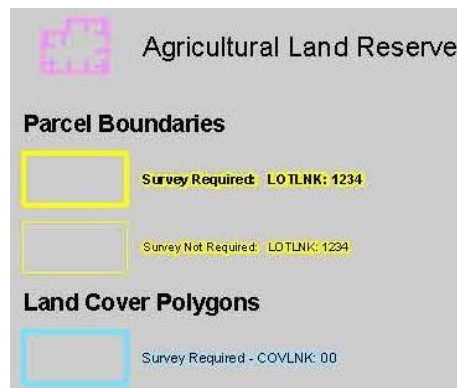 Agricultural Land Reserve
Parcel Boundaries
Survey Required: LOTLNK: 1234
Survey Not Required: LOTLNK: 1234
Land Cover Polygons
Survey Required - COVLNK: 00